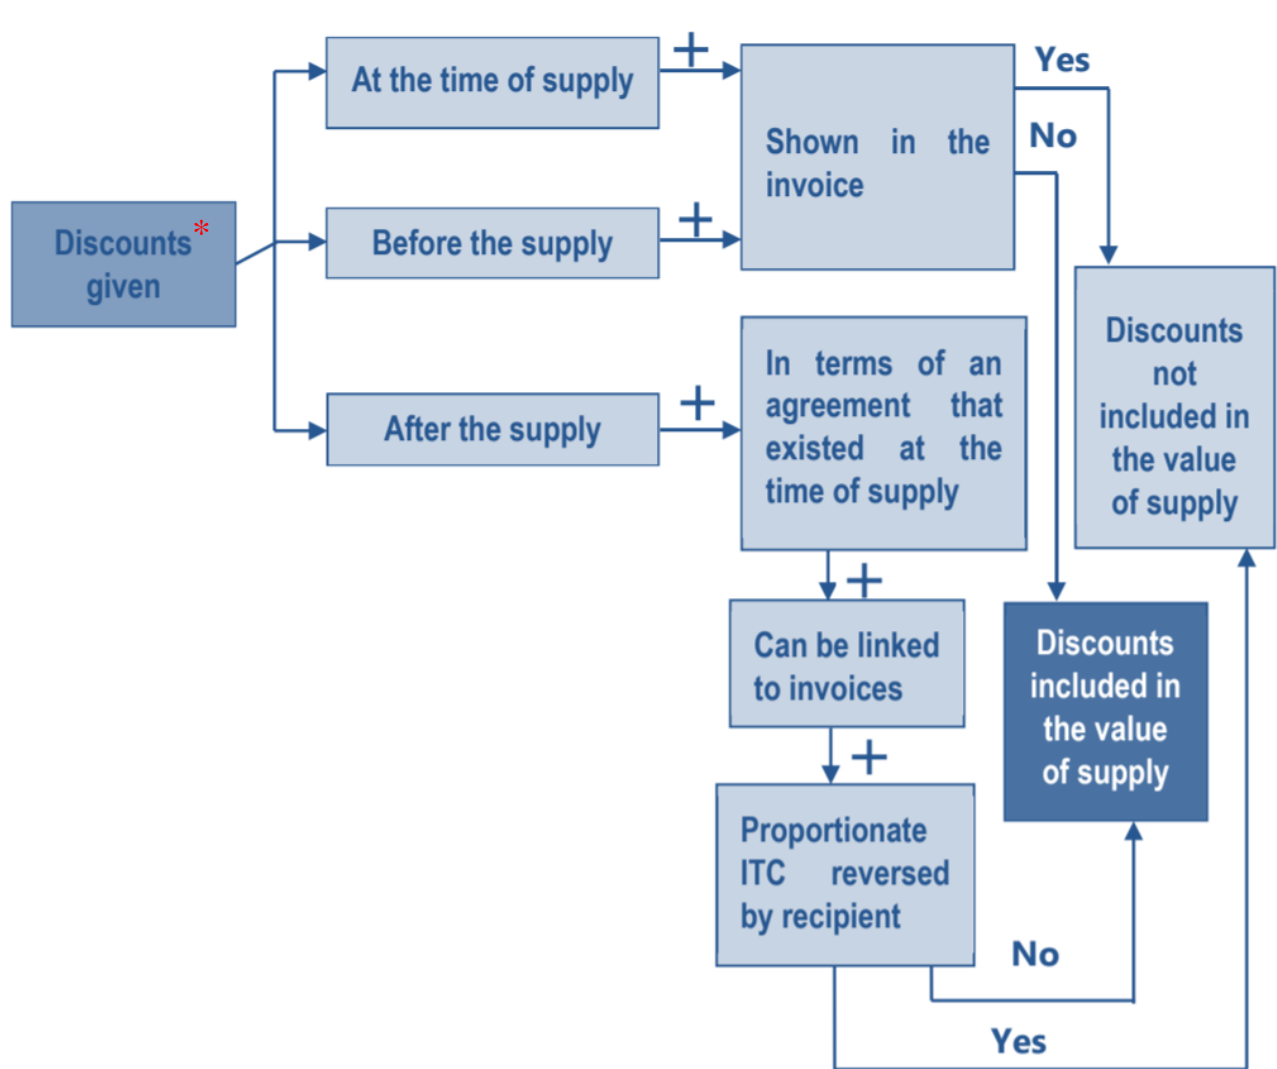 At the time of supply
+
Shown in the
invoice
Yes
No
Discounts*
given
Before the supply
+
After the supply
+
In terms of an
agreement that
existed at the
time of supply
Discounts
not
included in
the value
of supply
+
Can be linked
to invoices
Discounts
included in
the value
of supply
+
Proportionate
ITC reversed
by recipient
No
Yes